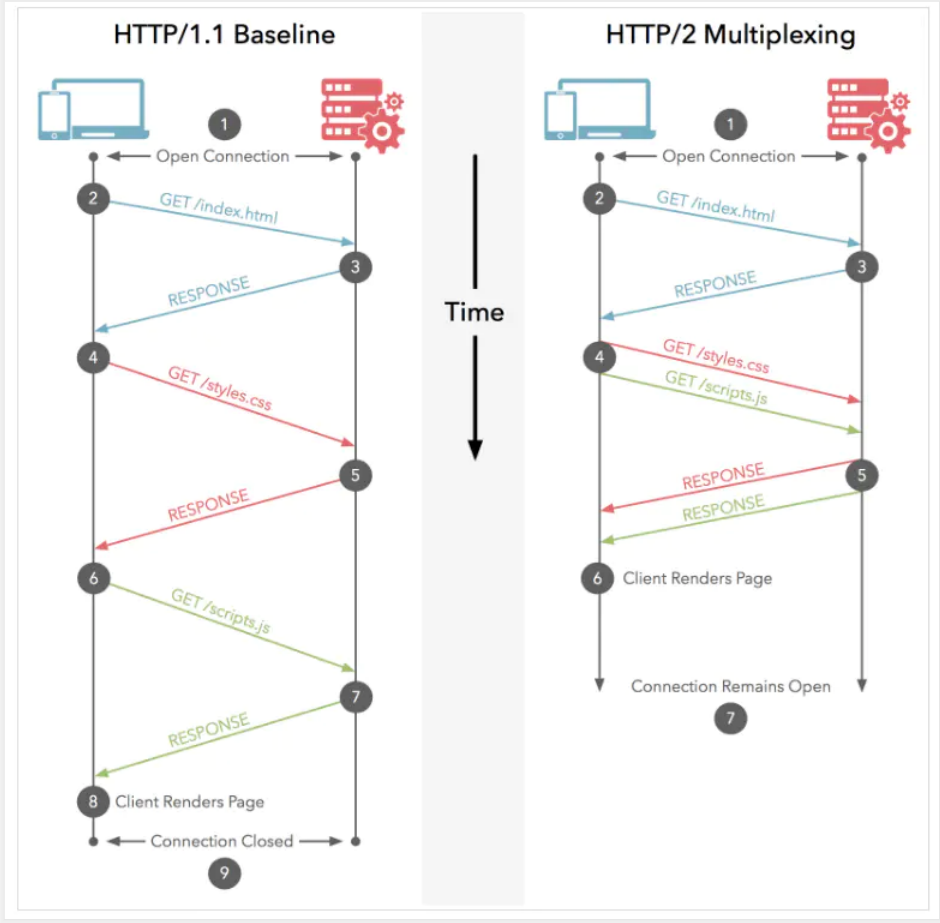 HTTP/1.1 Baseline
1
Open Connection
2
GET /index.html
3
RESPONSE
4
GET /styles.css
5
RESPONSE
6
GET /scripts.js
7
RESPONSE
8 Client Renders Page
Connection Closed
9
Time
HTTP/2 Multiplexing
1
Open Connection
2
GET /index.html
3
RESPONSE
4
GET /styles.css
GET /scripts.js
5
RESPONSE
RESPONSE
6 Client Renders Page
Connection Remains Open
7